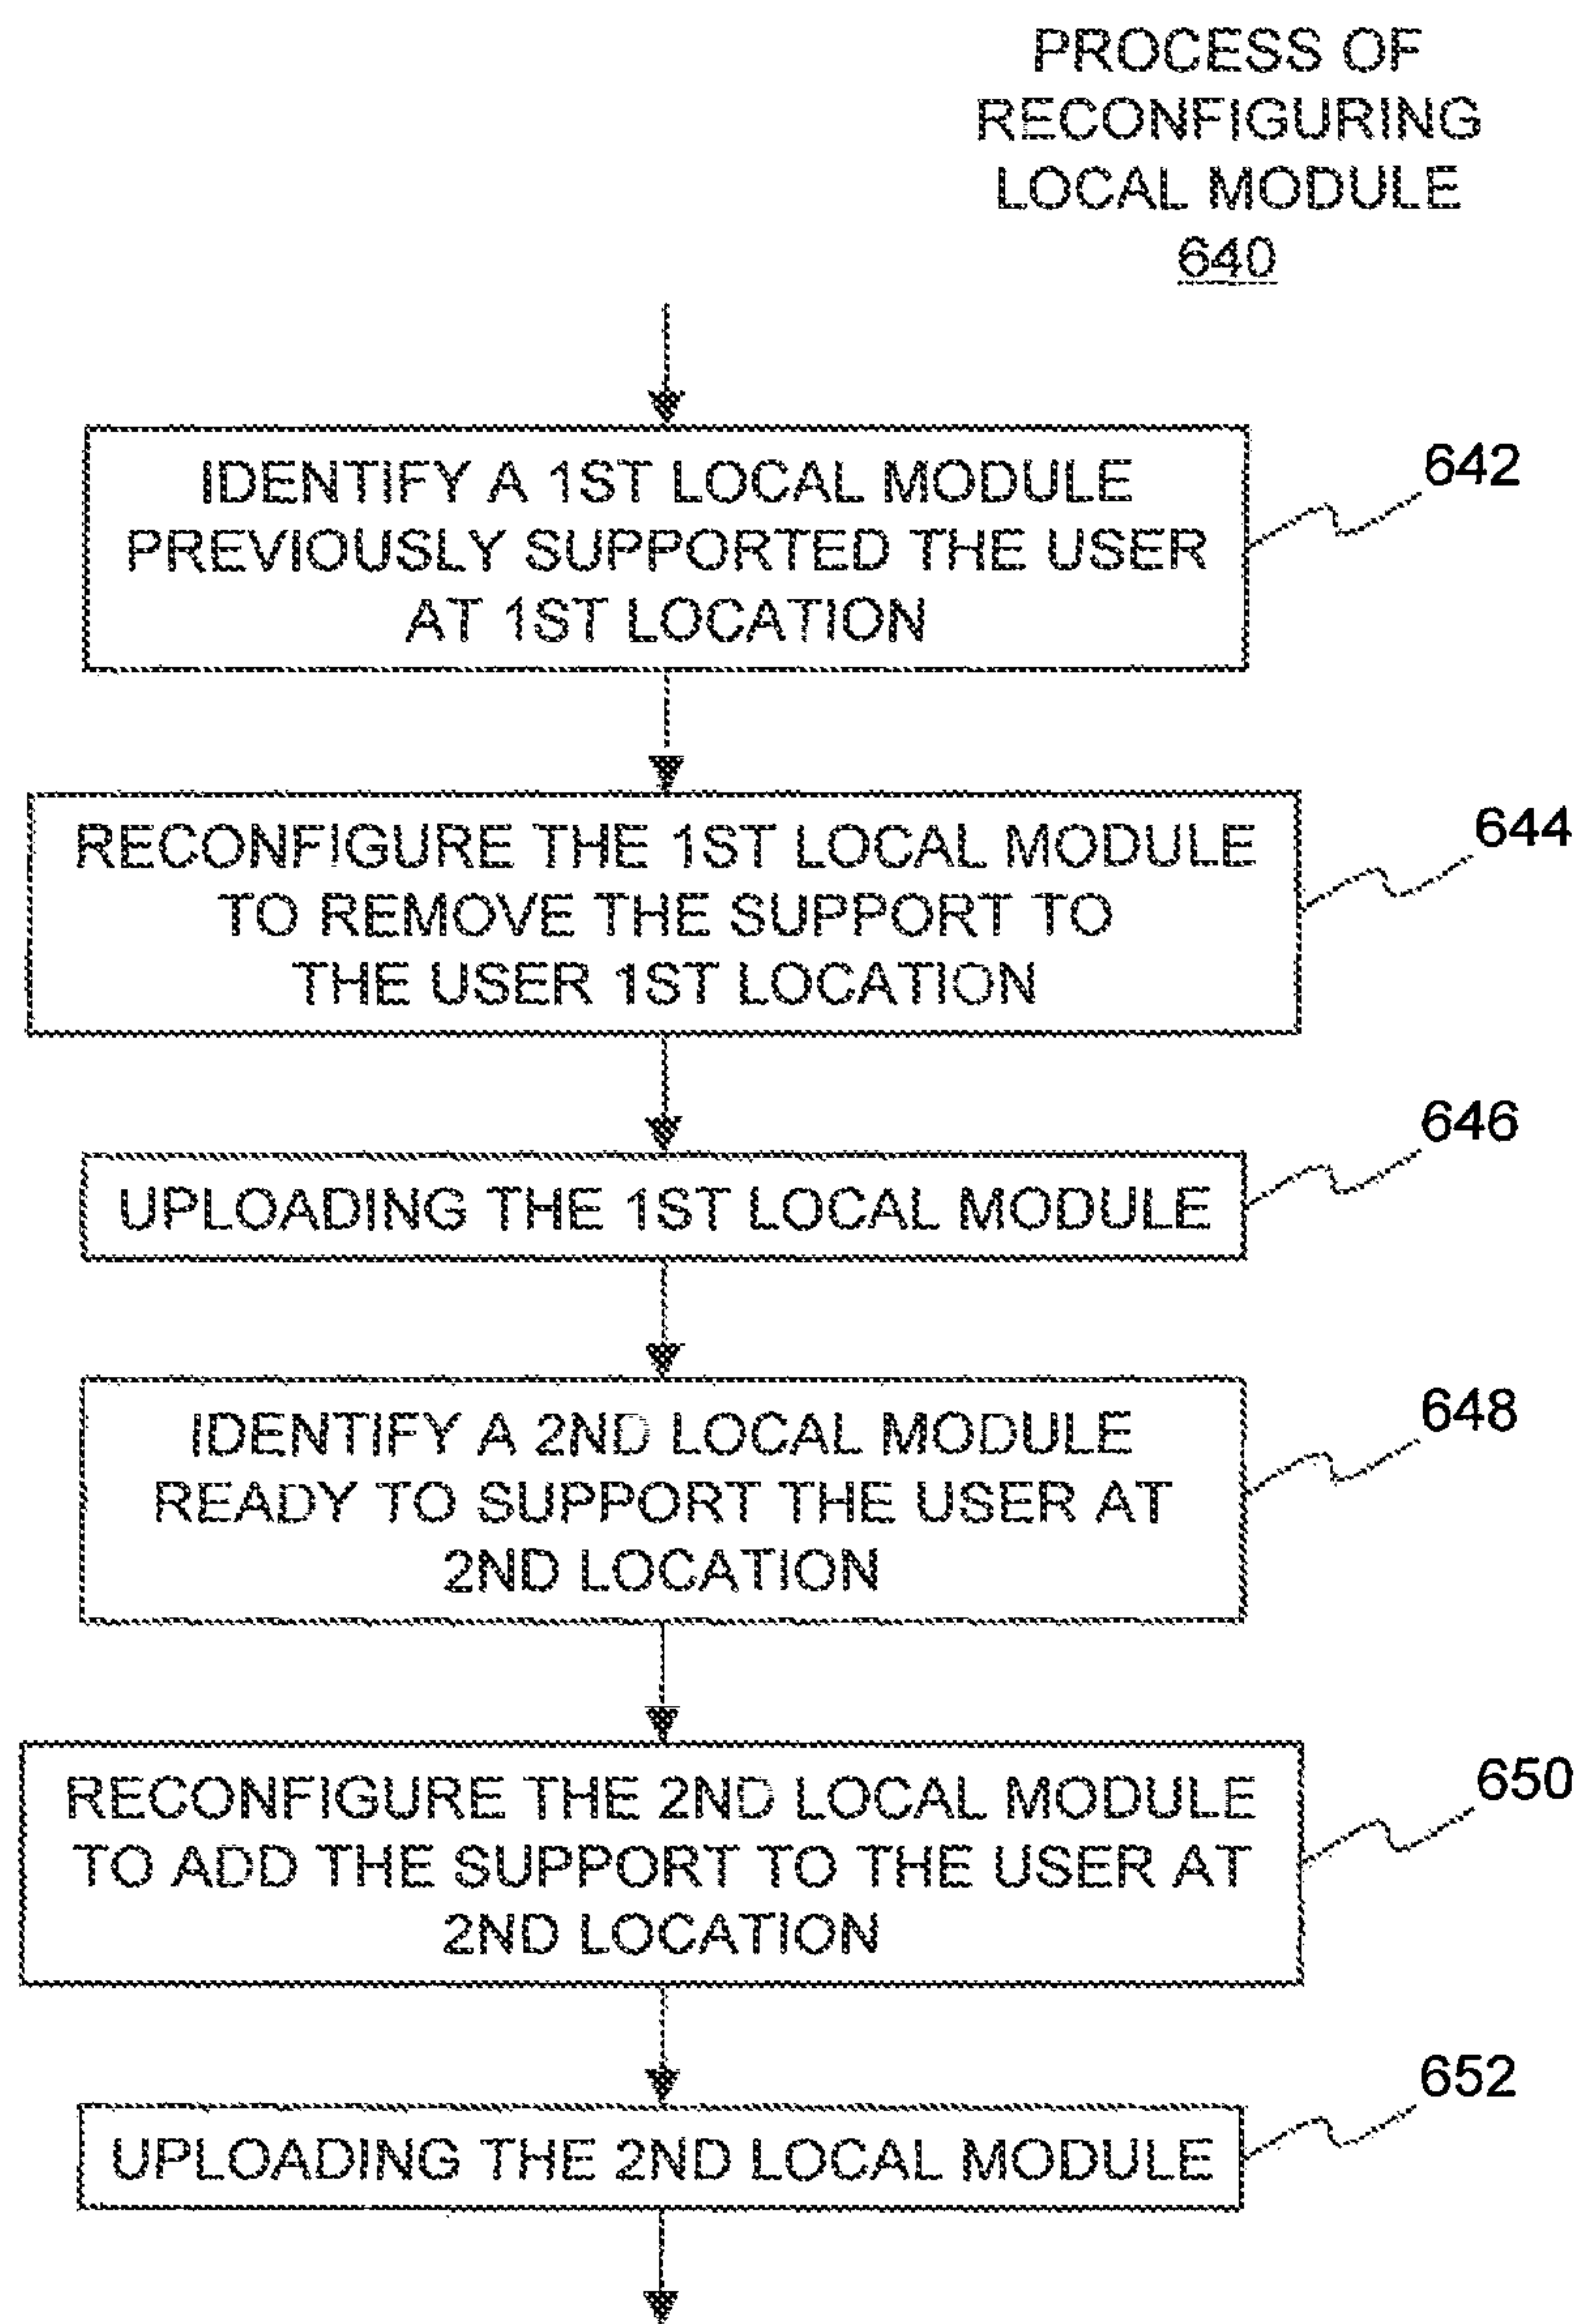 PROCESS OF
RECONFIGURING
LOCAL MODULE
640
IDENTIFY A 1ST LOCAL MODULE
PREVIOUSLY SUPPORTED THE USER
AT 1ST LOCATION
642
RECONFIGURE THE 1ST LOCAL MODULE
TO REMOVE THE SUPPORT TO
THE USER 1ST LOCATION
644
UPLOADING THE 1ST LOCAL MODULE
646
IDENTIFY A 2ND LOCAL MODULE
READY TO SUPPORT THE USER AT
2ND LOCATION
648
RECONFIGURE THE 2ND LOCAL MODULE
TO ADD THE SUPPORT TO THE USER AT
2ND LOCATION
650
UPLOADING THE 2ND LOCAL MODULE
652